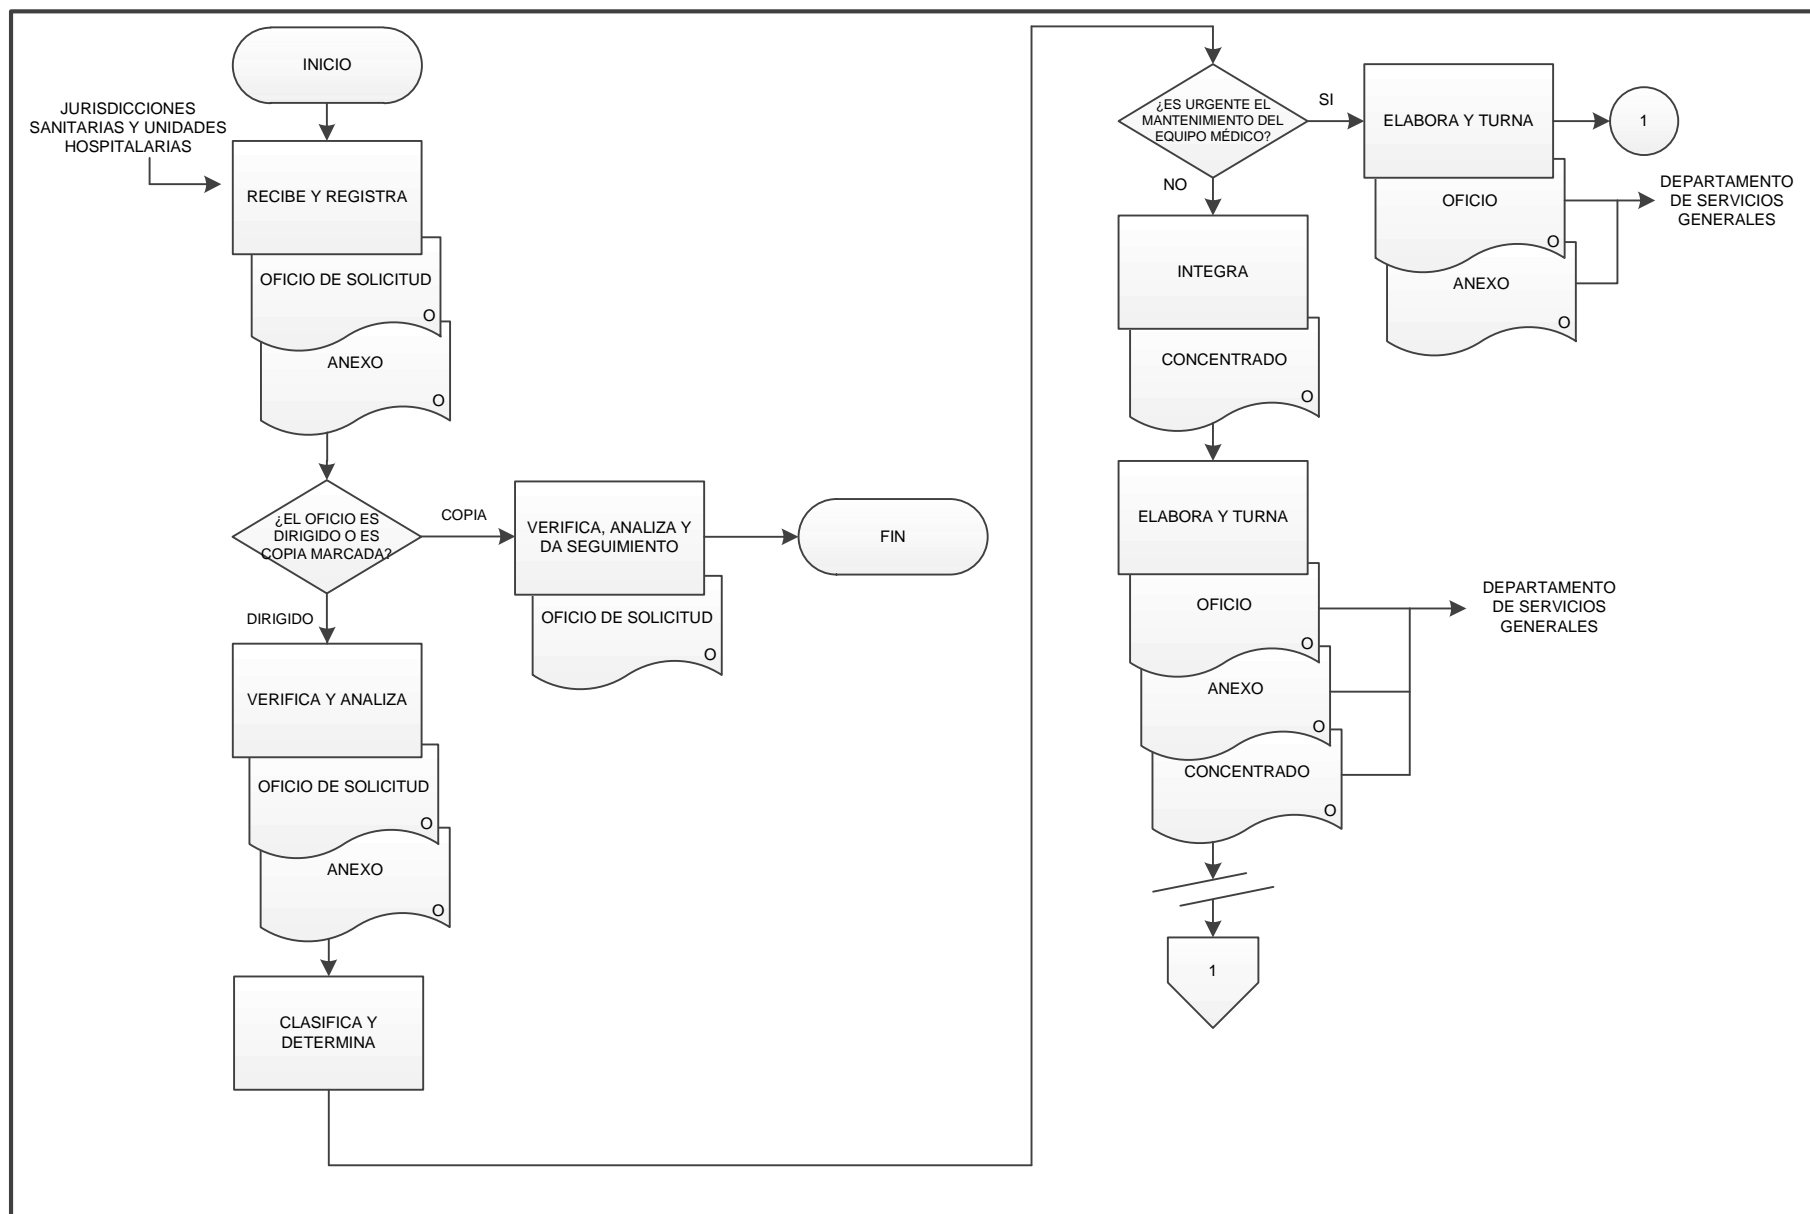 INICIO
JURISDICCIONES
SANITARIAS Y UNIDADES
HOSPITALARIAS
RECIBE Y REGISTRA
OFICIO DE SOLICITUD
O
ANEXO
O
¿EL OFICIO ES
DIRIGIDO O ES
COPIA MARCADA?
COPIA
VERIFICA, ANALIZA Y
DA SEGUIMIENTO
OFICIO DE SOLICITUD
O
FIN
DIRIGIDO
VERIFICA Y ANALIZA
OFICIO DE SOLICITUD
O
ANEXO
O
CLASIFICA Y
DETERMINA
¿ES URGENTE EL
MANTENIMIENTO DEL
EQUIPO MÉDICO?
SI
ELABORA Y TURNA
1
OFICIO
O
ANEXO
O
DEPARTAMENTO
DE SERVICIOS
GENERALES
NO
INTEGRA
CONCENTRADO
O
ELABORA Y TURNA
OFICIO
O
ANEXO
O
CONCENTRADO
O
DEPARTAMENTO
DE SERVICIOS
GENERALES
1